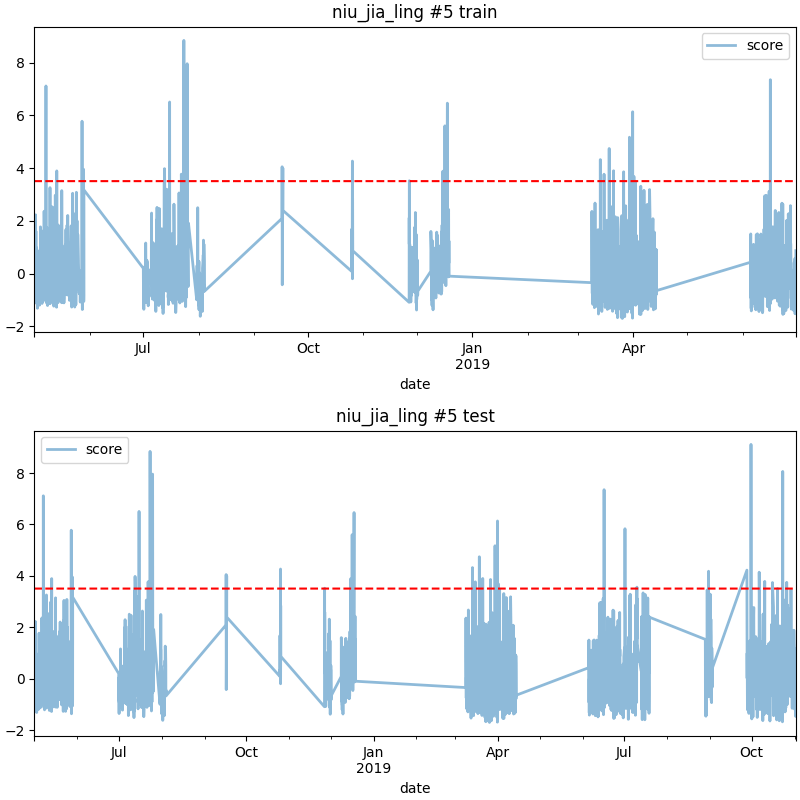 niu_jia_ling #5 train
score
8
6
4
2
0
−2
Jul
Oct
Jan
2019
Apr
date
niu_jia_ling #5 test
score
8
6
4
2
0
−2
Jul
Oct
Jan
2019
Apr
Jul
Oct
date